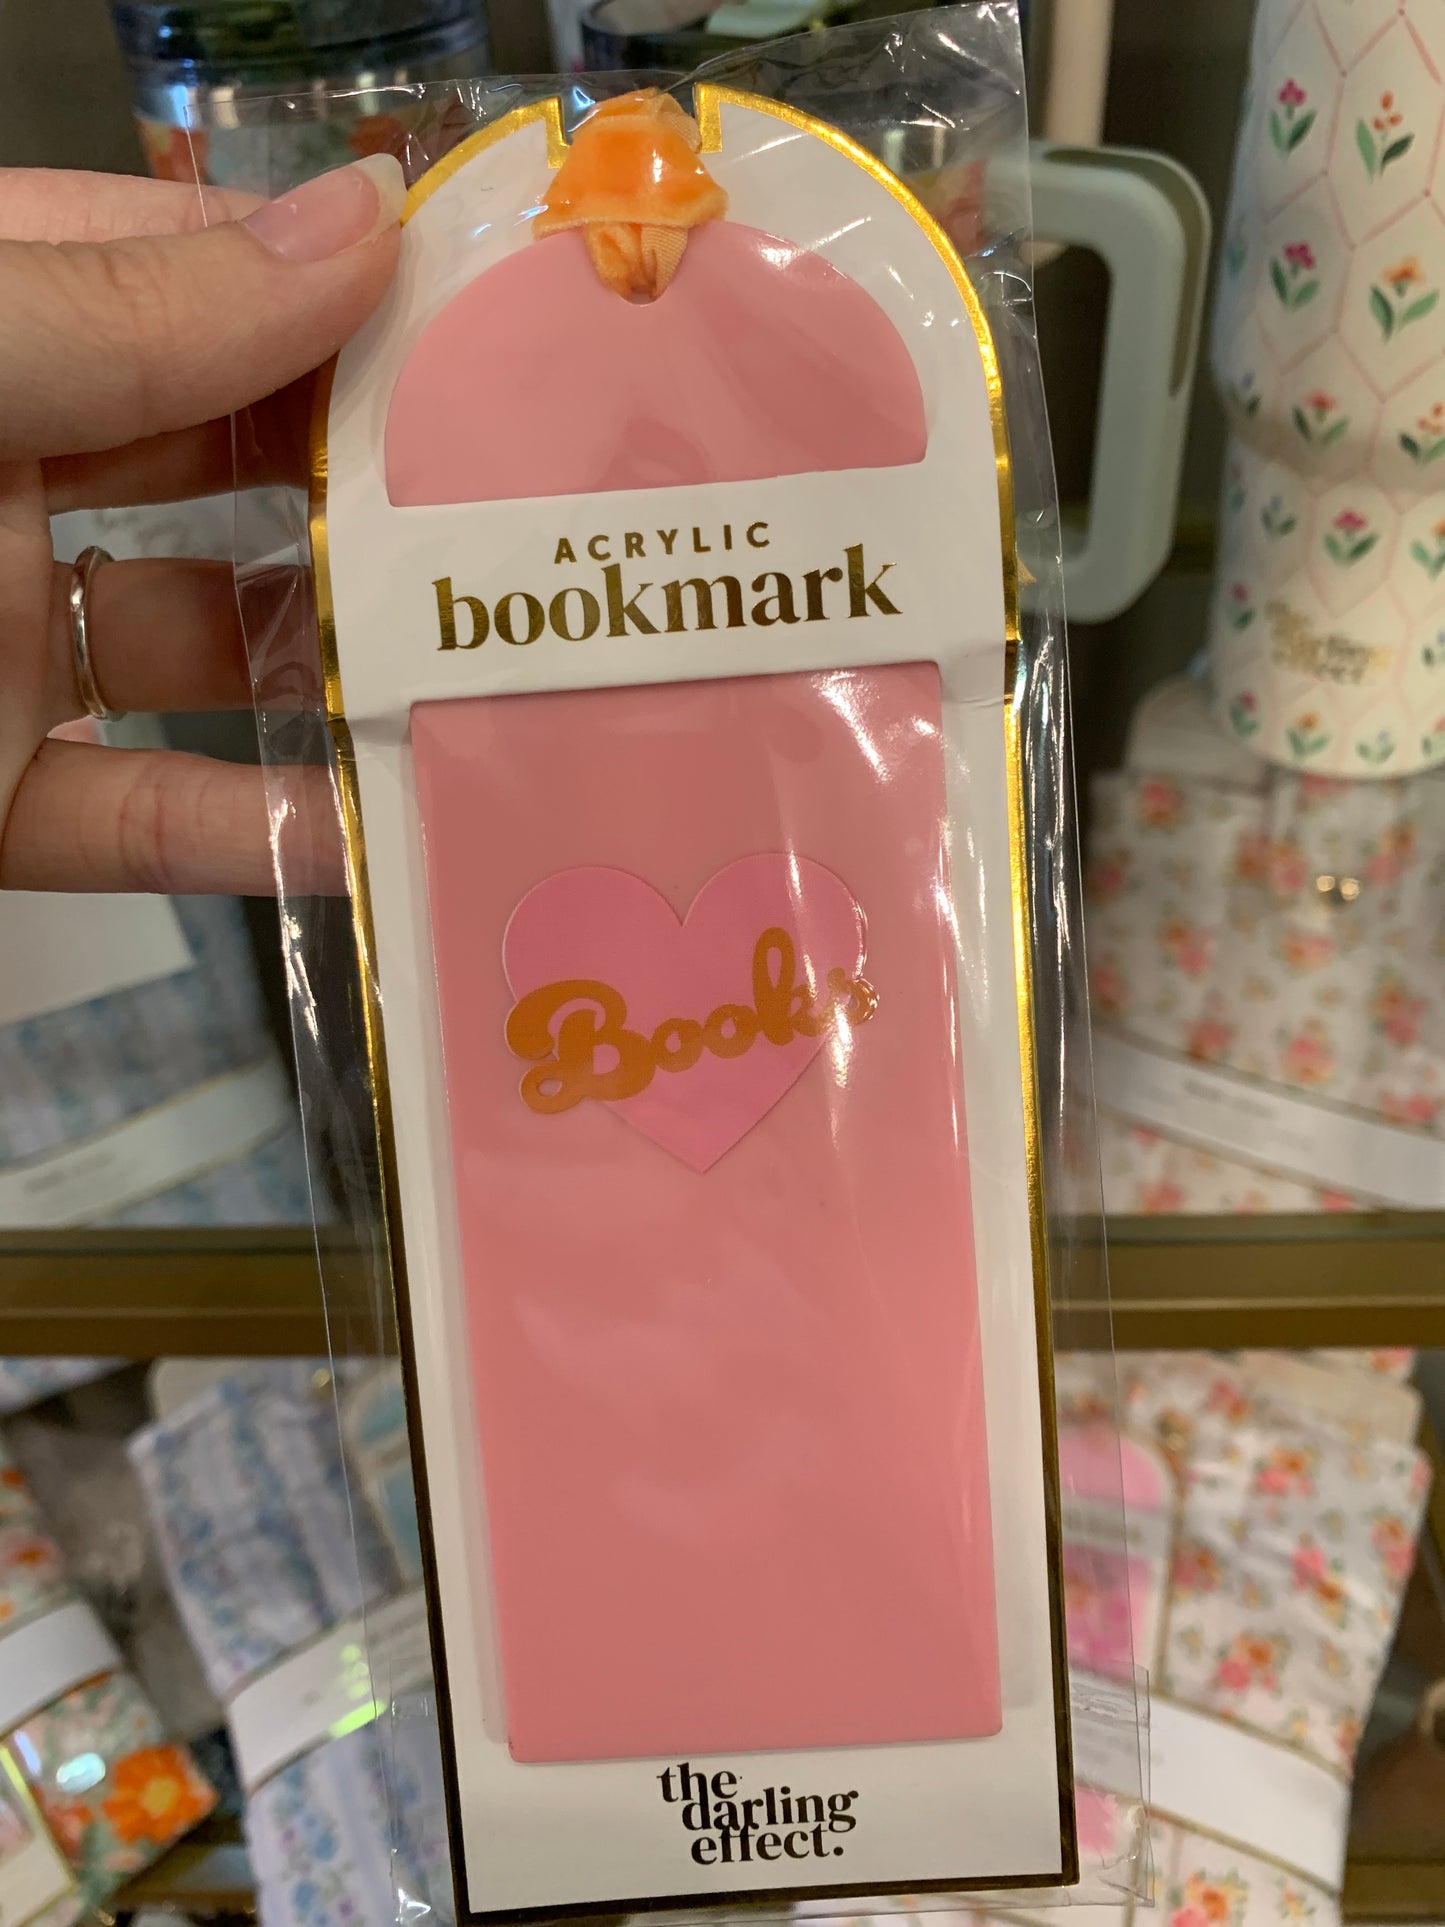 ACRYLIC
bookmark
Books
the
darling
effect.